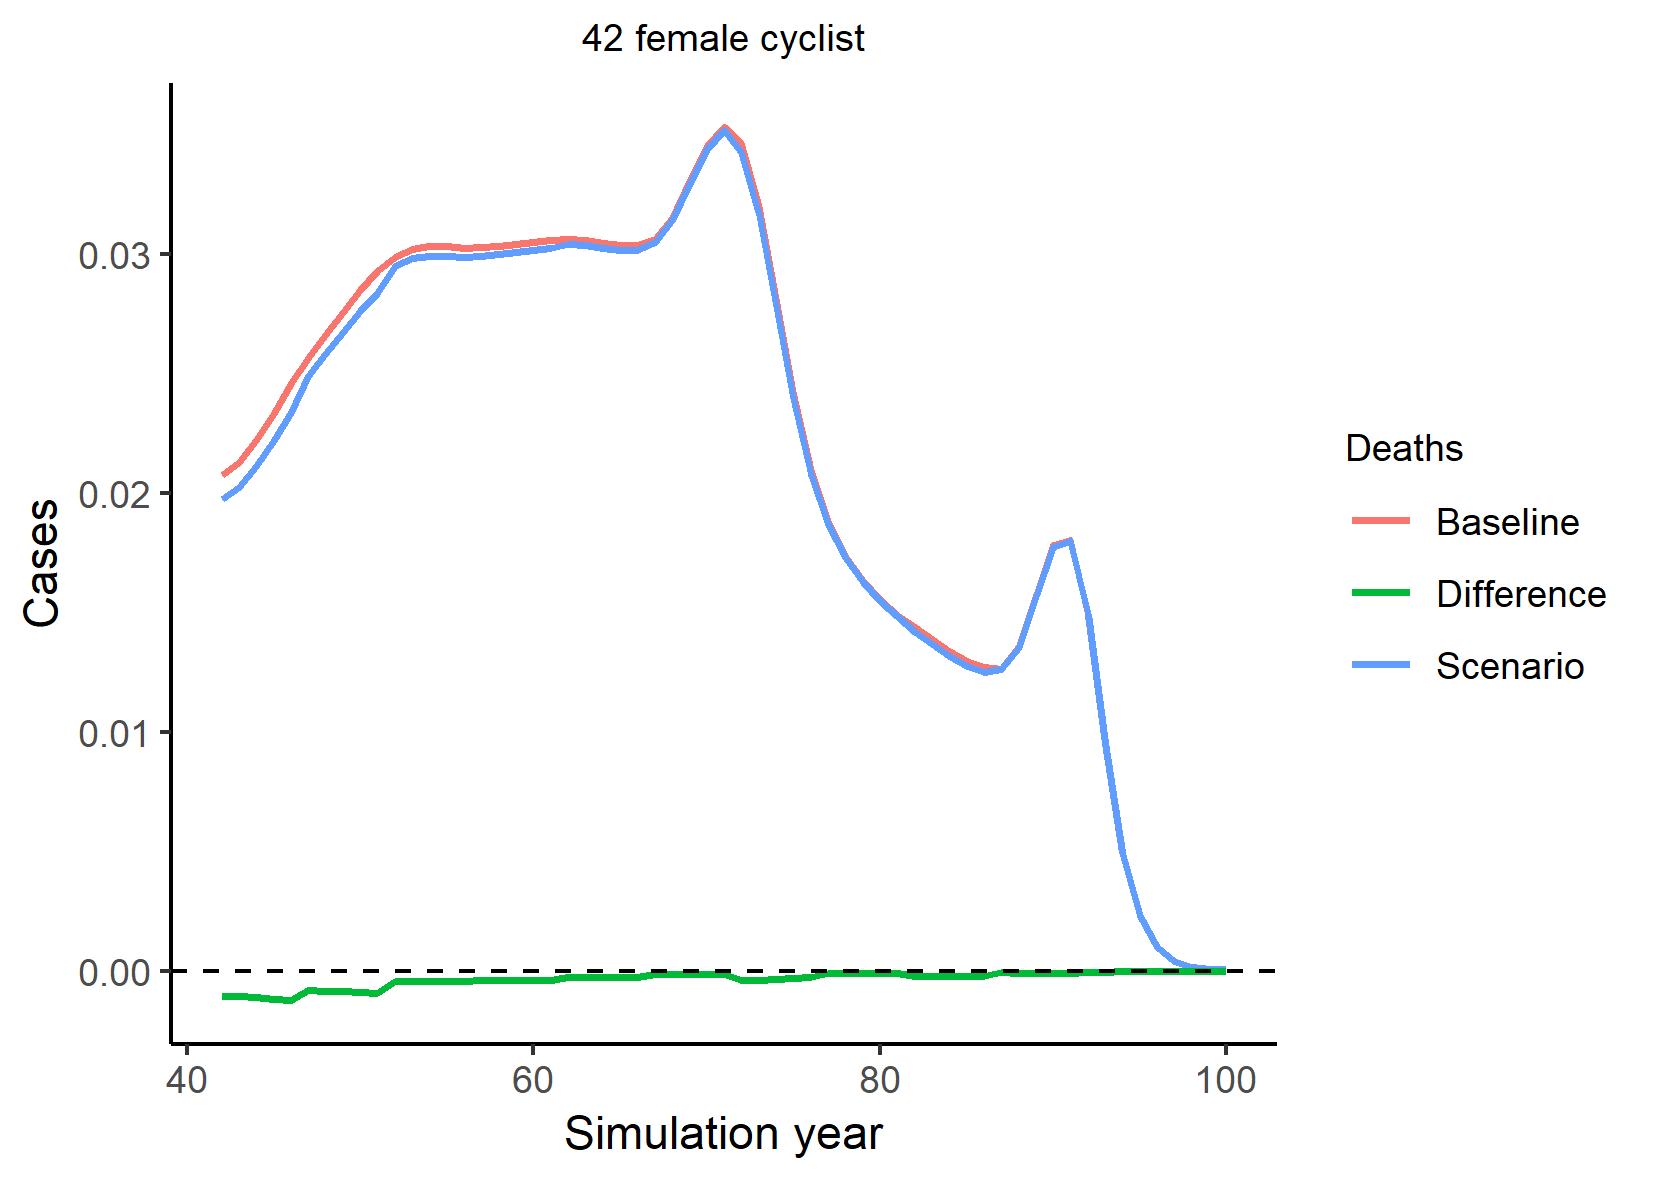 42 female cyclist
Cases
0.03
0.02
0.01
0.00
40 60 80 100
Simulation year
Deaths
Baseline
Difference
Scenario